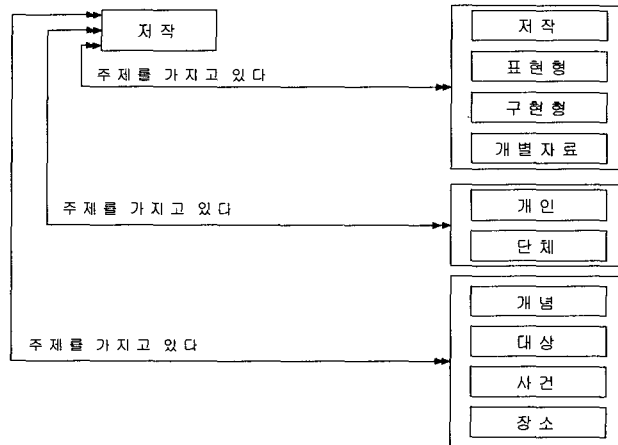 저작
저작
주제를 가지고 있다
표현형
구현형
개별자료
주제를 가지고 있다
개인
단체
개념
주제를 가지고 있다
대상
사건
장소